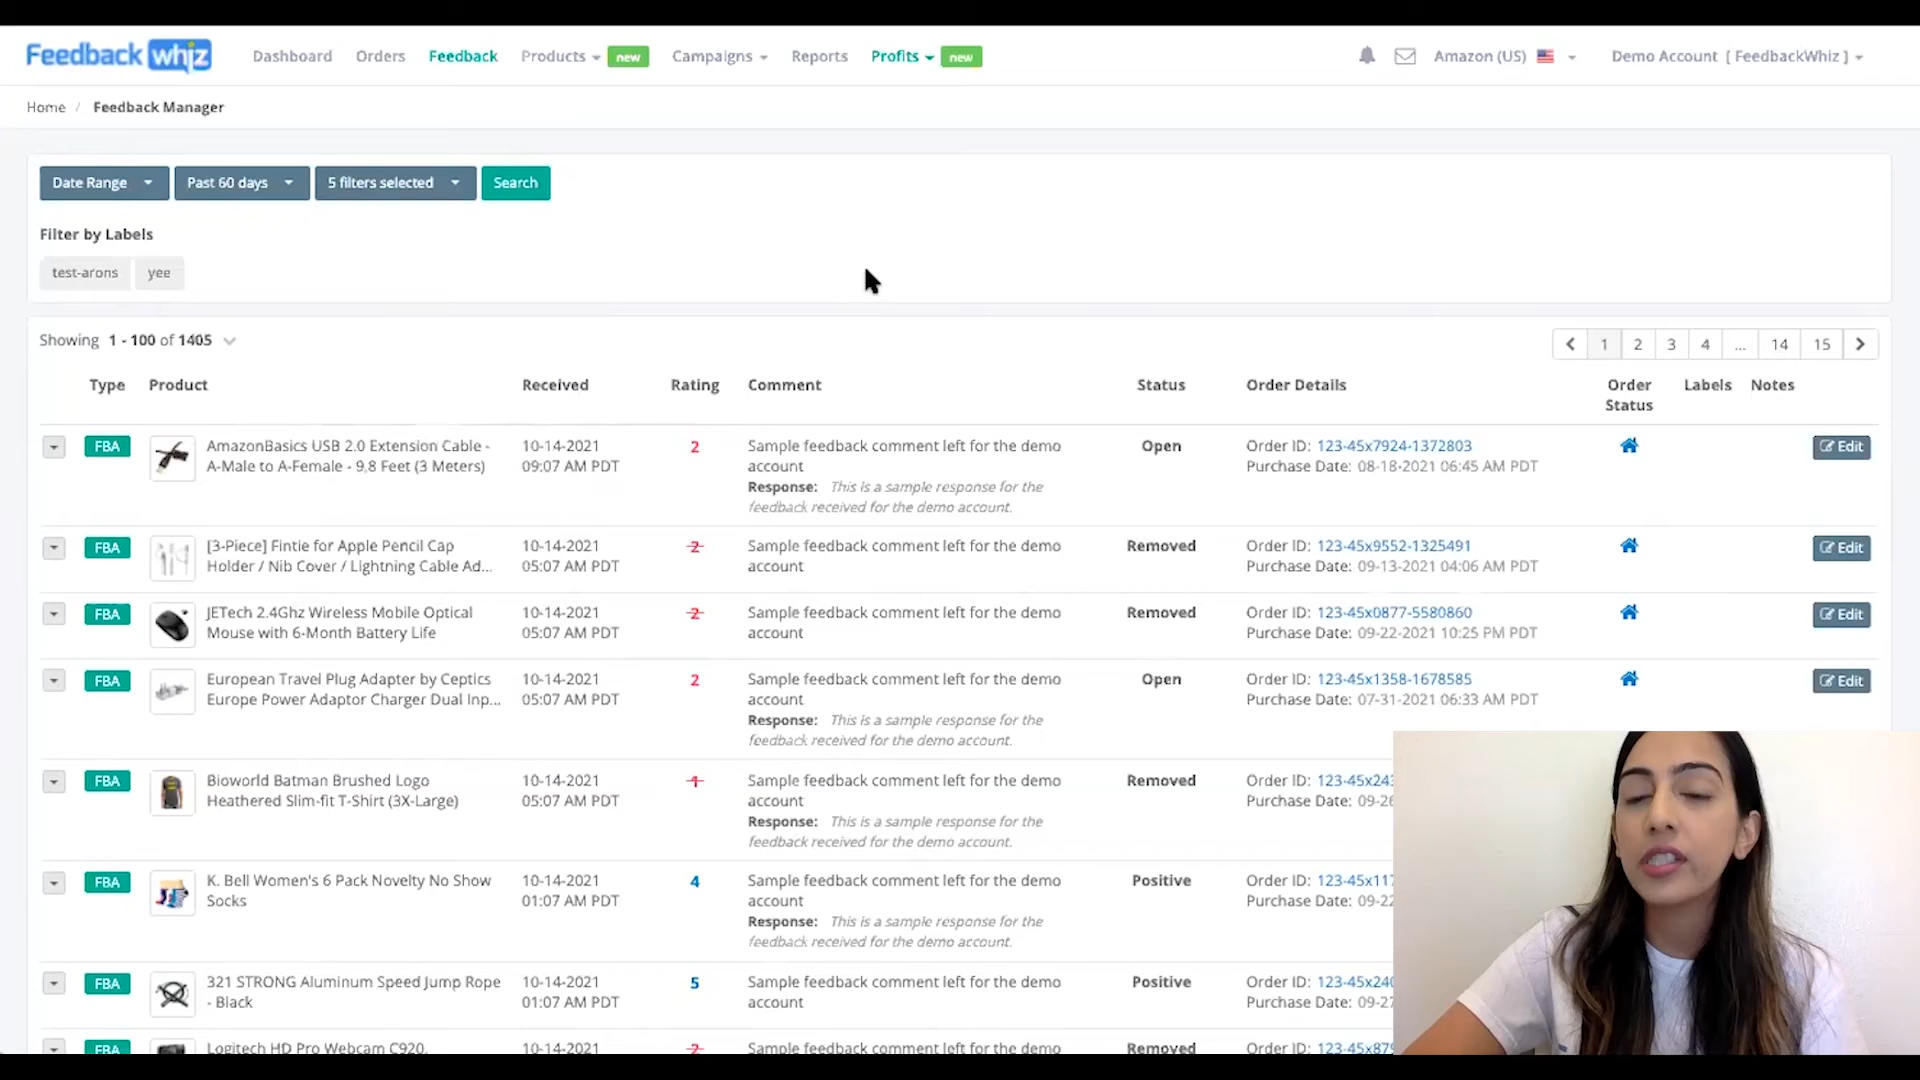 Feedback whiz
Dashboard Orders Feedback Products new Campaigns Reports Profits new Amazon (US) Demo Account [ FeedbackWhiz ]
Home / Feedback Manager
Date Range Past 60 days 5 filters selected Search
Filter by Labels
test-arons yee
Showing 1 - 100 of 1405
1 2 3 4 ... 14 15
Type Product Received Rating Comment Status Order Details Order Status Labels Notes
FBA AmazonBasics USB 2.0 Extension Cable - 10-14-2021 2 Sample feedback comment left for the demo Open Order ID: 123-45x7924-1372803 Edit
A-Male to A-Female - 9.8 Feet (3 Meters) 09:07 AM PDT account Purchase Date: 08-18-2021 06:45 AM PDT
Response: This is a sample response for the
feedback received for the demo account.
FBA [3-Piece] Fintie for Apple Pencil Cap 10-14-2021 2 Sample feedback comment left for the demo Removed Order ID: 123-45x9552-1325491 Edit
Holder / Nib Cover / Lightning Cable Ad... 05:07 AM PDT account Purchase Date: 09-13-2021 04:06 AM PDT
FBA JETech 2.4Ghz Wireless Mobile Optical 10-14-2021 2 Sample feedback comment left for the demo Removed Order ID: 123-45x0877-5580860 Edit
Mouse with 6-Month Battery Life 05:07 AM PDT account Purchase Date: 09-22-2021 10:25 PM PDT
FBA European Travel Plug Adapter by Ceptics 10-14-2021 2 Sample feedback comment left for the demo Open Order ID: 123-45x1358-1678585 Edit
Europe Power Adaptor Charger Dual Inp... 05:07 AM PDT account Purchase Date: 07-31-2021 06:33 AM PDT
Response: This is a sample response for the
feedback received for the demo account.
FBA Bioworld Batman Brushed Logo 10-14-2021 1 Sample feedback comment left for the demo Removed Order ID: 123-45x243
Heathered Slim-fit T-Shirt (3X-Large) 05:07 AM PDT account Purchase Date: 09-26
Response: This is a sample response for the
feedback received for the demo account.
FBA K. Bell Women's 6 Pack Novelty No Show 10-14-2021 4 Sample feedback comment left for the demo Positive Order ID: 123-45x117
Socks 01:07 AM PDT account Purchase Date: 09-22
Response: This is a sample response for the
feedback received for the demo account.
FBA 321 STRONG Aluminum Speed Jump Rope 10-14-2021 5 Sample feedback comment left for the demo Positive Order ID: 123-45x240
- Black 01:07 AM PDT account Purchase Date: 09-27
FBA Logitech HD Pro Webcam C920, 10-14-2021 2 Sample feedback comment left for the demo Removed Order ID: 123-45x879